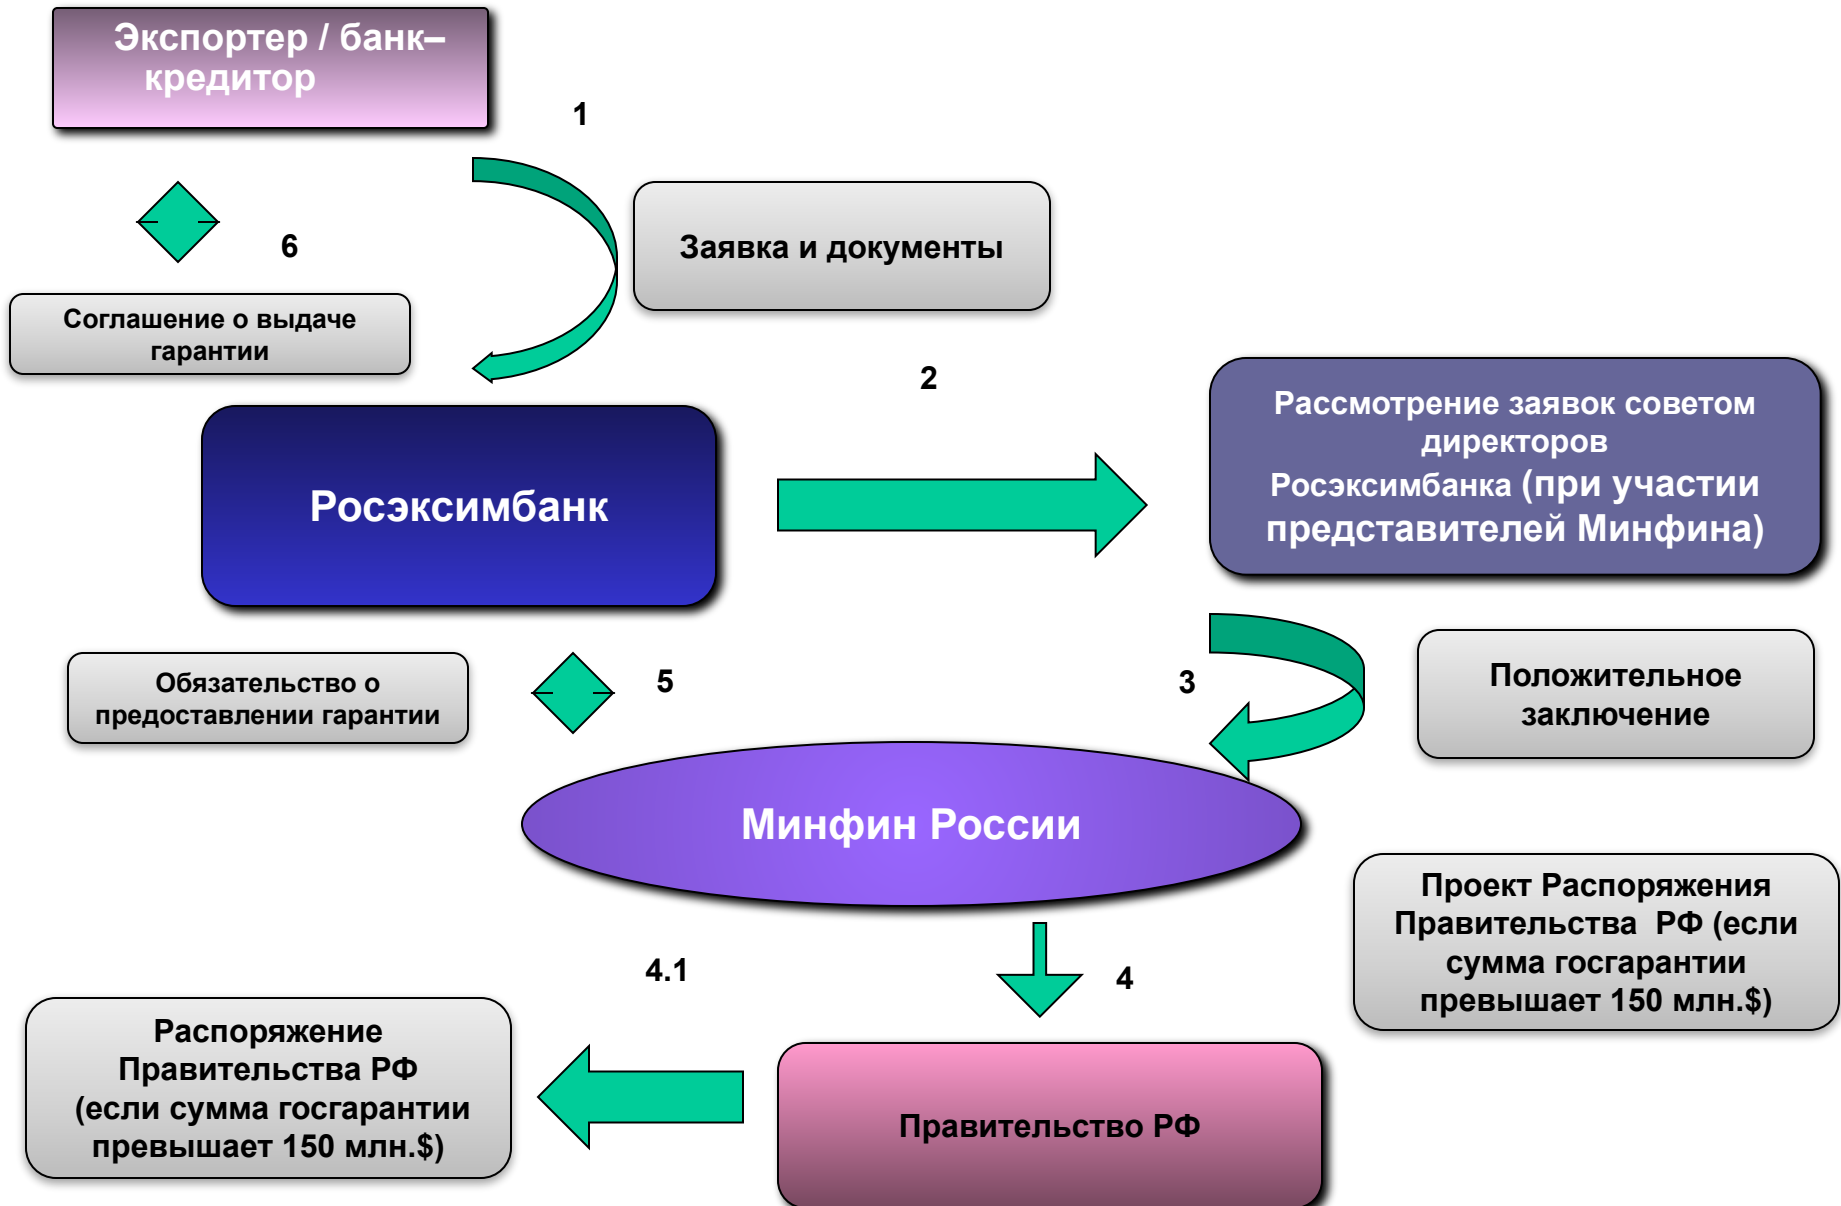 Экспортер / банк–
кредитор
1
Заявка и документы
6
Соглашение о выдаче
гарантии
2
Росэксимбанк
Рассмотрение заявок советом
директоров
Росэксимбанка (при участии
представителей Минфина)
Обязательство о
предоставлении гарантии
5
3
Положительное
заключение
Минфин России
Проект Распоряжения
Правительства РФ (если
сумма госгарантии
превышает 150 млн.$)
4.1
4
Распоряжение
Правительства РФ
(если сумма госгарантии
превышает 150 млн.$)
Правительство РФ